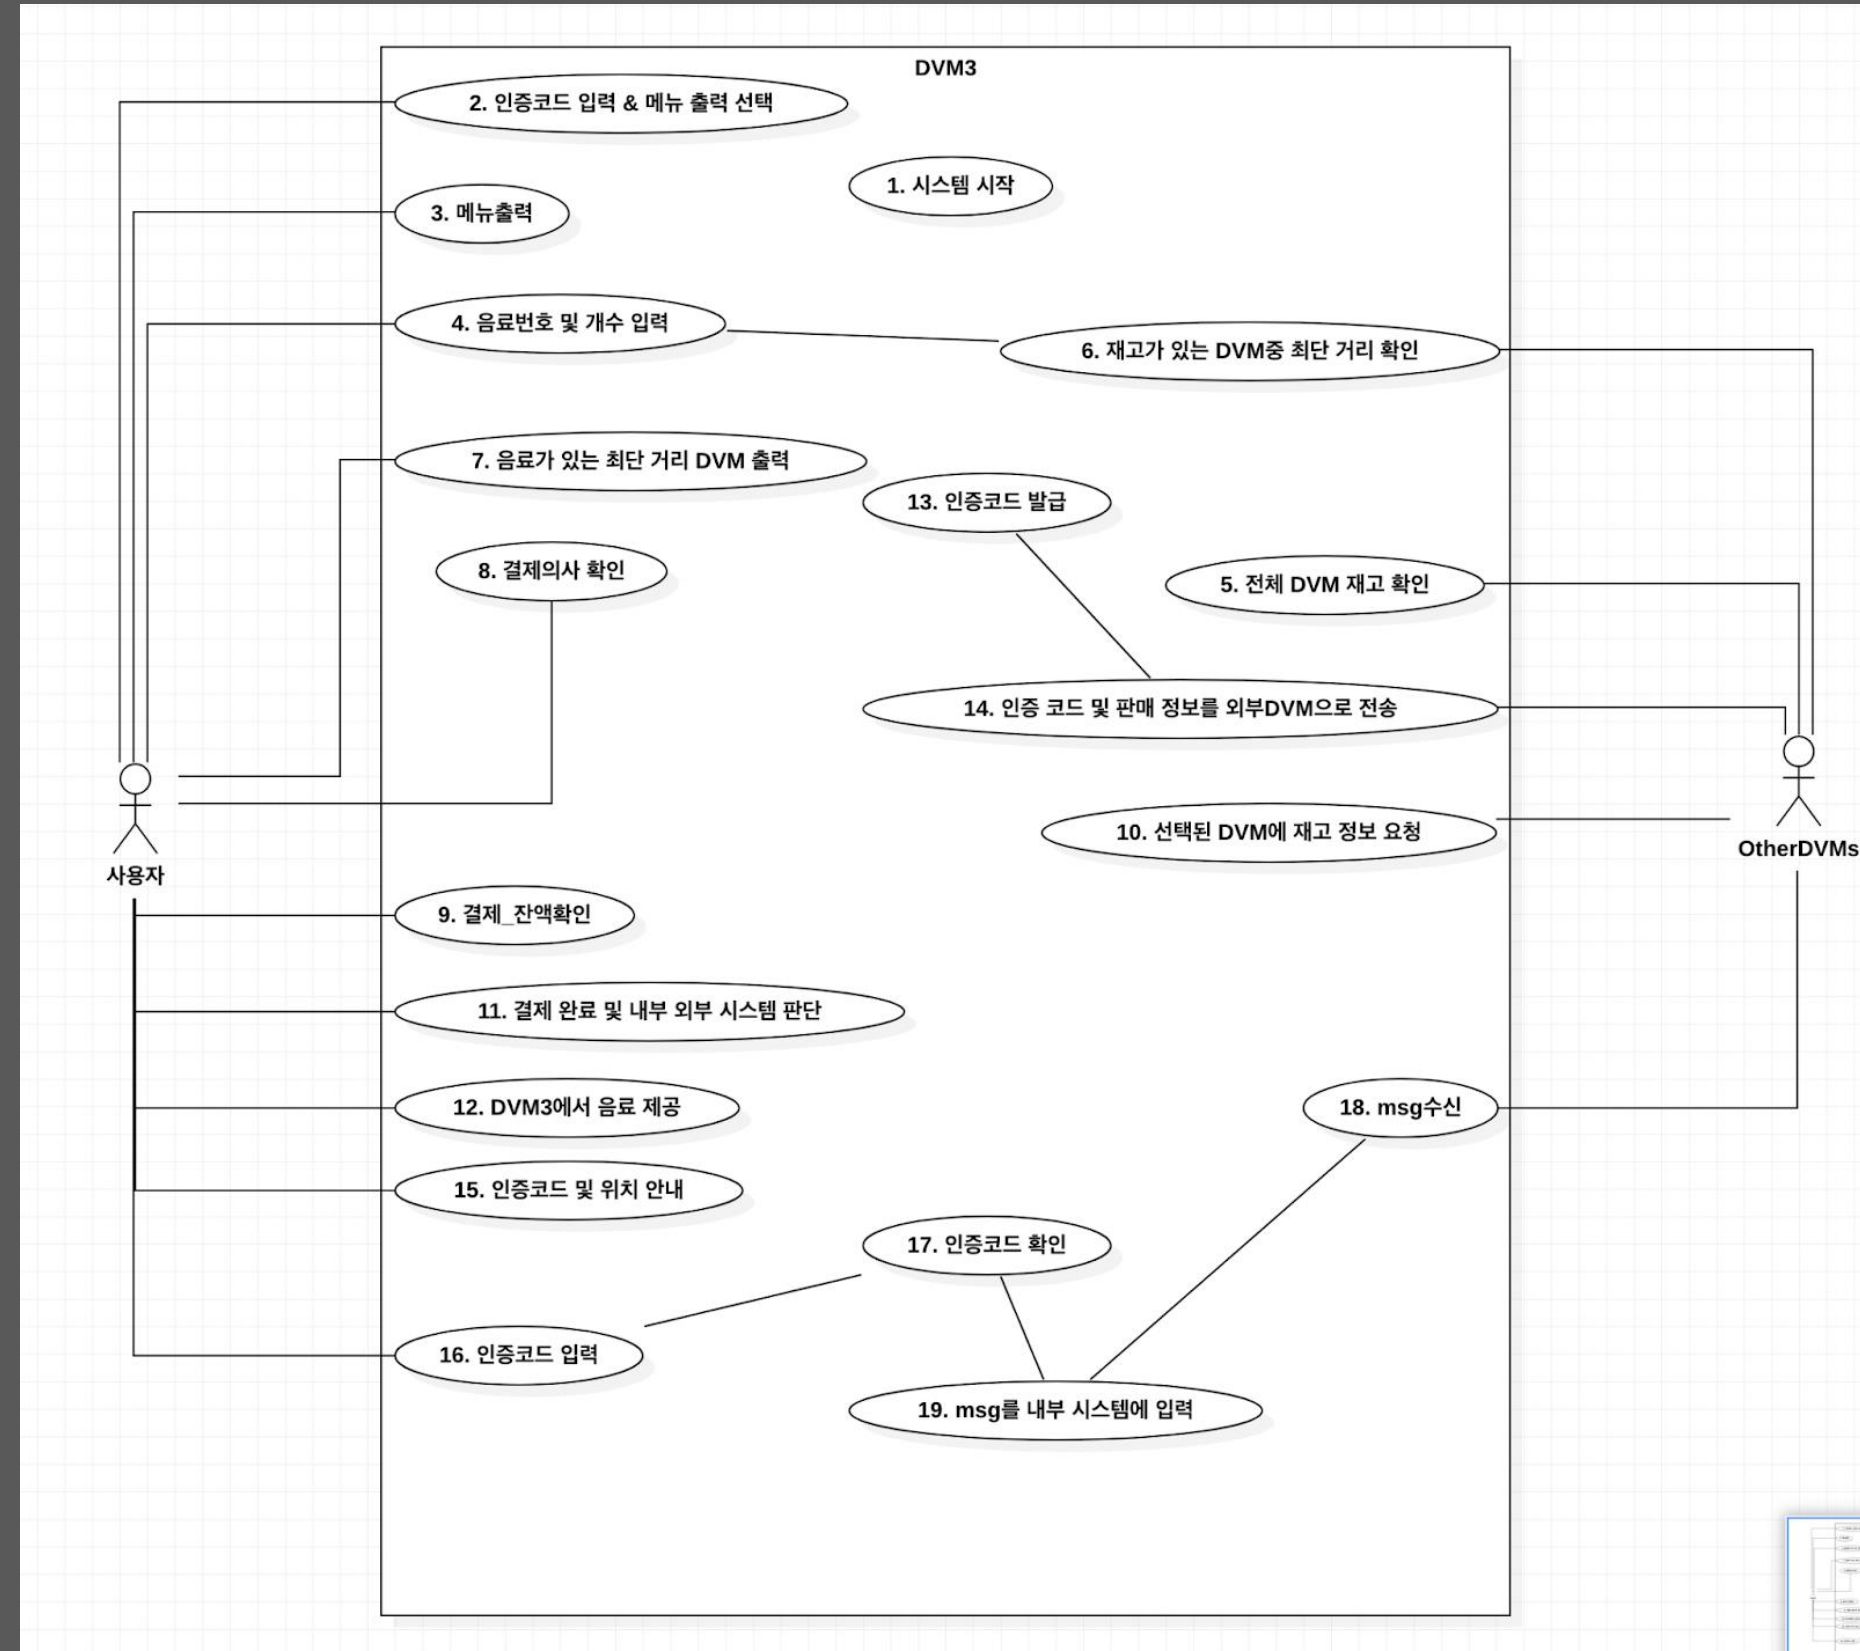 DVM3
2. 인증코드 입력 & 메뉴 출력 선택
1. 시스템 시작
3. 메뉴출력
4. 음료번호 및 개수 입력
6. 재고가 있는 DVM중 최단 거리 확인
7. 음료가 있는 최단 거리 DVM 출력
13. 인증코드 발급
8. 결제의사 확인
5. 전체 DVM 재고 확인
14. 인증 코드 및 판매 정보를 외부DVM으로 전송
10. 선택된 DVM에 재고 정보 요청
OtherDVMs
사용자
9. 결제_잔액확인
11. 결제 완료 및 내부 외부 시스템 판단
12. DVM3에서 음료 제공
18. msg수신
15. 인증코드 및 위치 안내
17. 인증코드 확인
16. 인증코드 입력
19. msg를 내부 시스템에 입력